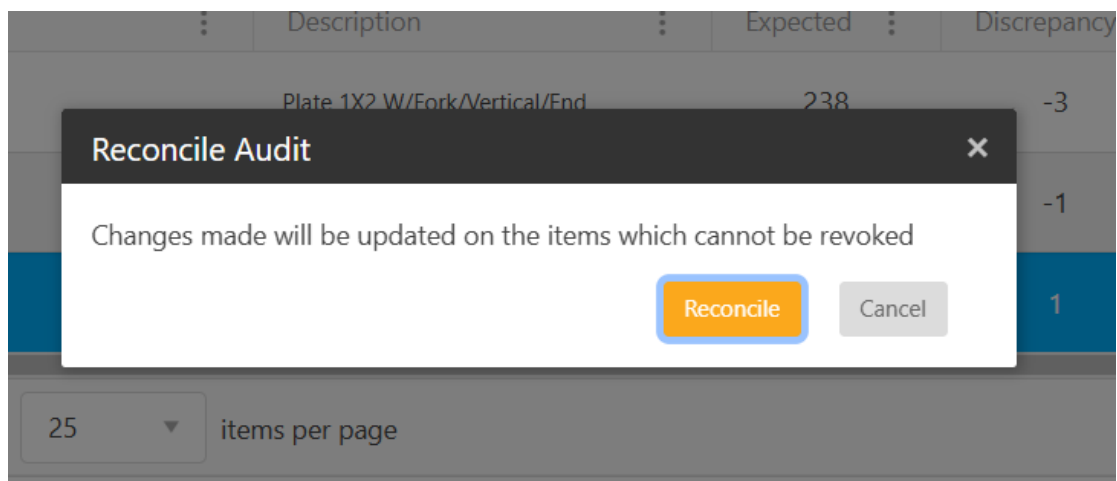 Description Expected Discrepancy
Plate 1X2 W/Fork/Vertical/End 238 -3
Reconcile Audit ×
-1
Changes made will be updated on the items which cannot be revoked
Reconcile Cancel 1
25 items per page